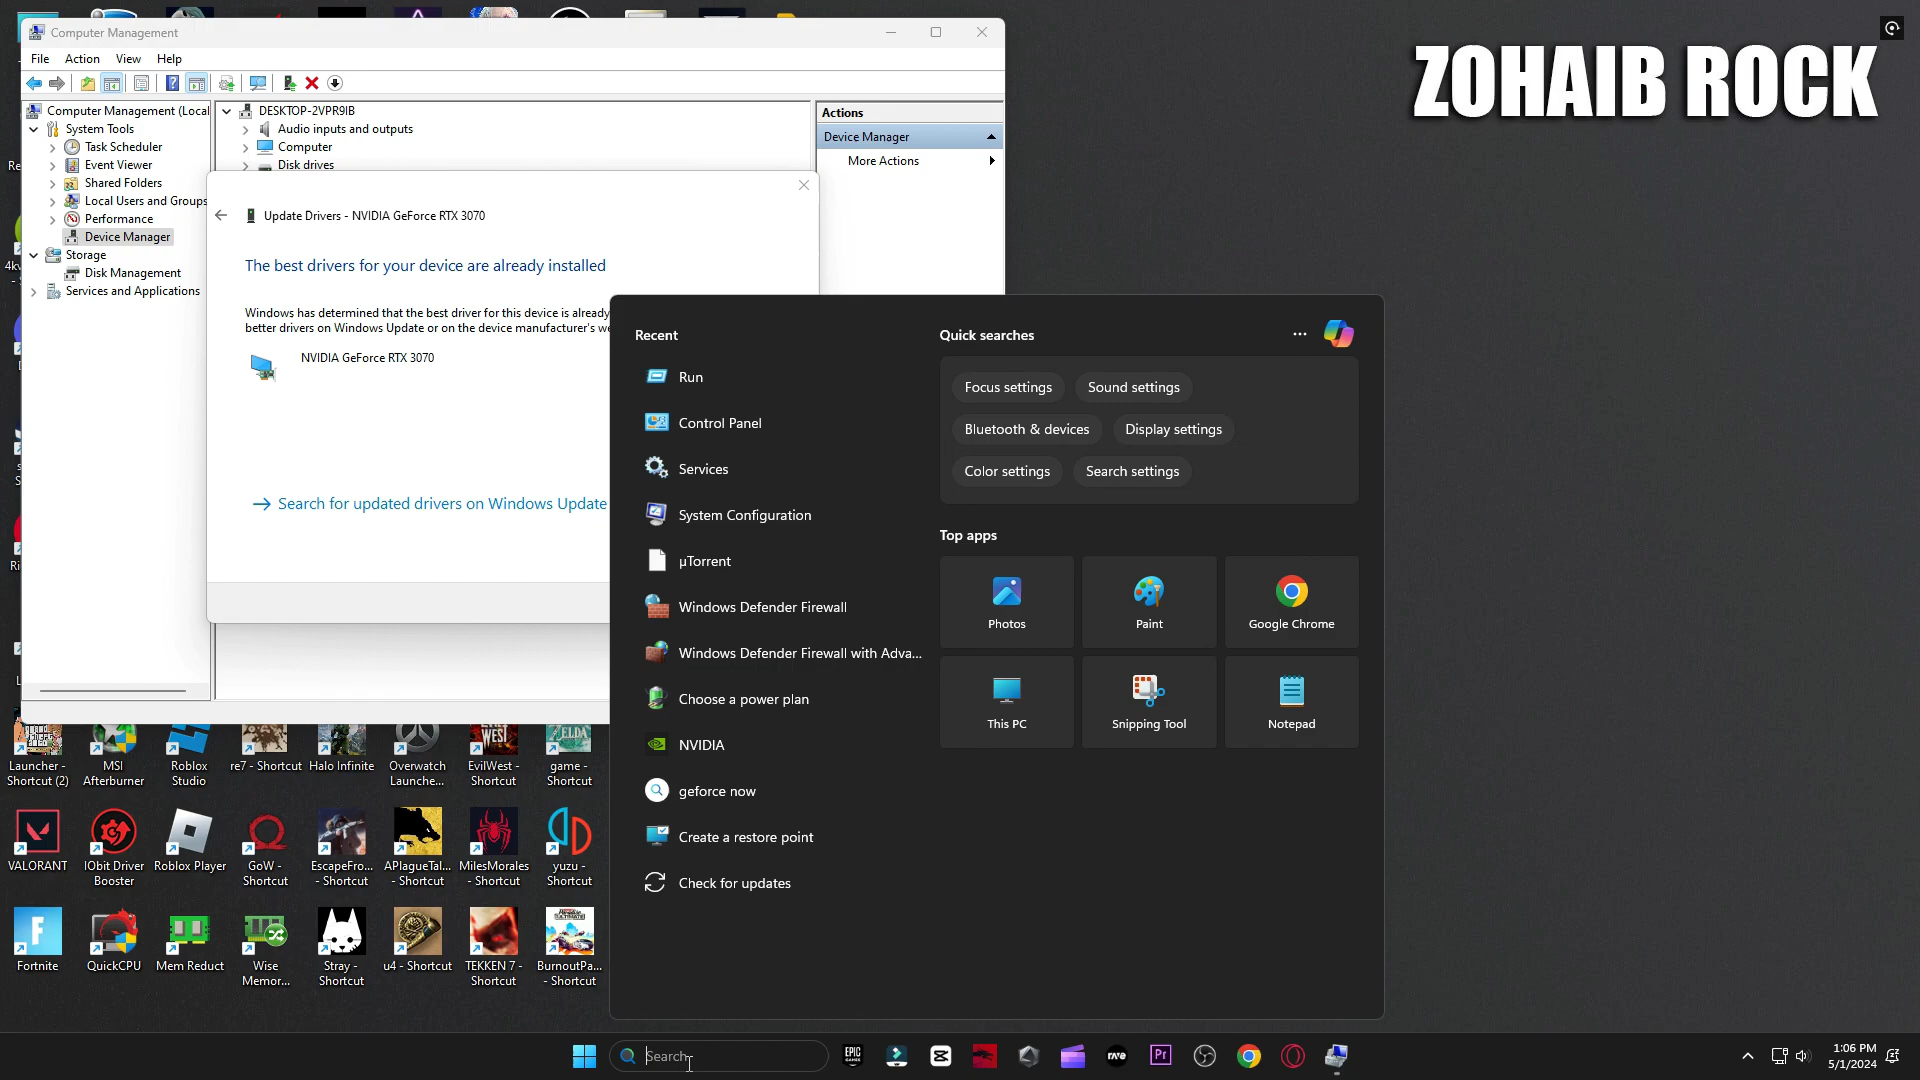 Computer Management
ZOHAIB ROCK
File Action View Help
Computer Management (Local
System Tools
Task Scheduler
Event Viewer
Shared Folders
Local Users and Groups
Performance
Device Manager
Storage
Disk Management
Services and Applications
DESKTOP-2VPR9IB
Audio inputs and outputs
Computer
Disk drives
Actions
Device Manager
More Actions
Update Drivers - NVIDIA GeForce RTX 3070
The best drivers for your device are already installed
Windows has determined that the best driver for this device is already
better drivers on Windows Update or on the device manufacturer's we
NVIDIA GeForce RTX 3070
Search for updated drivers on Windows Update
Recent
Run
Control Panel
Services
System Configuration
µTorrent
Windows Defender Firewall
Windows Defender Firewall with Adva...
Choose a power plan
NVIDIA
geforce now
Create a restore point
Check for updates
Quick searches
Focus settings
Sound settings
Bluetooth & devices
Display settings
Color settings
Search settings
Top apps
Photos
Paint
Google Chrome
This PC
Snipping Tool
Notepad
Launcher -
Shortcut (2)
MSI
Afterburner
Roblox
Studio
re7 - Shortcut
Halo Infinite
Overwatch
Launche...
EvilWest -
Shortcut
game -
Shortcut
VALORANT
IObit Driver
Booster
Roblox Player
GoW -
Shortcut
EscapeFro...
- Shortcut
APlagueTal...
- Shortcut
MilesMorales
- Shortcut
yuzu -
Shortcut
Fortnite
QuickCPU
Mem Reduct
Wise
Memor...
Stray -
Shortcut
u4 - Shortcut
TEKKEN 7 -
Shortcut
BurnoutPa...
- Shortcut
Search
1:06 PM
5/1/2024